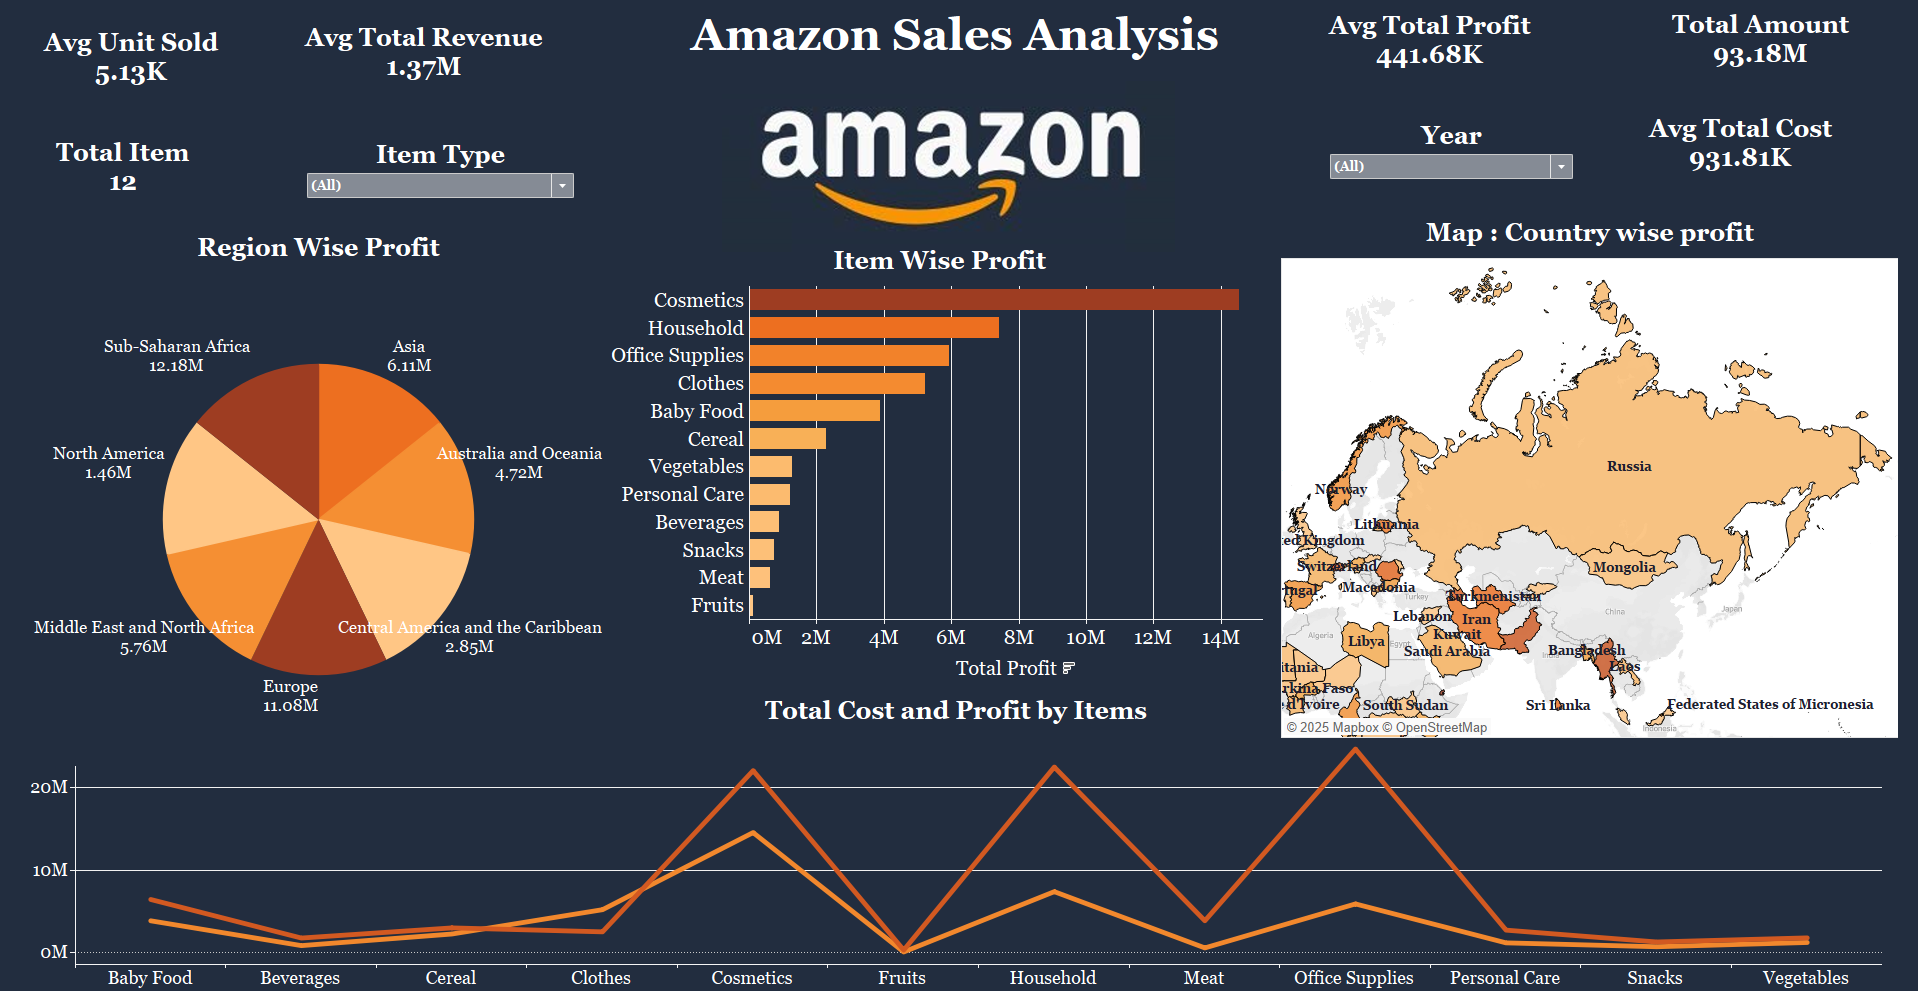 Amazon Sales Analysis
Avg Unit Sold
5.13K
Avg Total Revenue
1.37M
Avg Total Profit
441.68K
Total Amount
93.18M
amazon
Total Item
12
Item Type
(All)
Year
(All)
Avg Total Cost
931.81K
Region Wise Profit
Sub-Saharan Africa
12.18M
Asia
6.11M
North America
1.46M
Australia and Oceania
4.72M
Middle East and North Africa
5.76M
Central America and the Caribbean
2.85M
Europe
11.08M
Item Wise Profit
Cosmetics
Household
Office Supplies
Clothes
Baby Food
Cereal
Vegetables
Personal Care
Beverages
Snacks
Meat
Fruits
0M 2M 4M 6M 8M 10M 12M 14M
Total Profit
Map : Country wise profit
Russia
Norway
Lithuania
ted Kingdom
Switzerland
Mongolia
Macedonia
tugal
Turkey
Turkmenistan
China
Japan
Lebanon
Iran
Algeria
Libya
Egypt
Kuwait
Saudi Arabia
Bangladesh
Laos
itania
rkina Faso
d'Ivoire
South Sudan
Sri Lanka
Federated States of Micronesia
Indonesia
© 2025 Mapbox © OpenStreetMap
Total Cost and Profit by Items
20M
10M
0M
Baby Food Beverages Cereal Clothes Cosmetics Fruits Household Meat Office Supplies Personal Care Snacks Vegetables